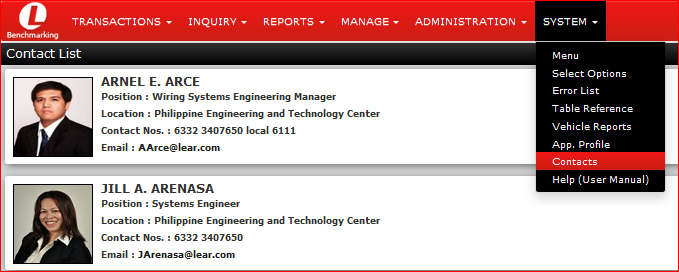 L
Benchmarking
TRANSACTIONS INQUIRY REPORTS MANAGE ADMINISTRATION SYSTEM
Contact List
Menu
Select Options
Error List
Table Reference
Vehicle Reports
App. Profile
Contacts
Help (User Manual)
ARNEL E. ARCE
Position : Wiring Systems Engineering Manager
Location : Philippine Engineering and Technology Center
Contact Nos. : 6332 3407650 local 6111
Email : AArce@lear.com
JILL A. ARENASA
Position : Systems Engineer
Location : Philippine Engineering and Technology Center
Contact Nos. : 6332 3407650
Email : JArenasa@lear.com